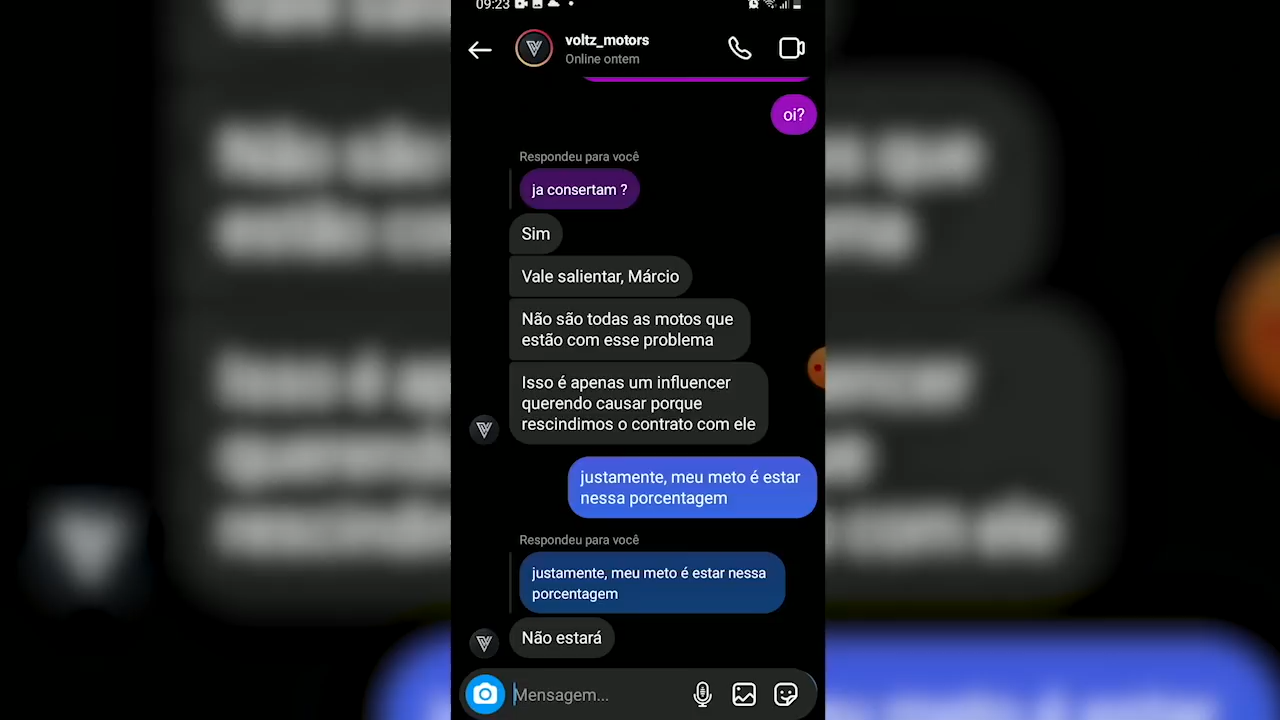 09:23
voltz_motors
Online ontem
oi?
Respondeu para você
ja consertam ?
Sim
Vale salientar, Márcio
Não são todas as motos que
estão com esse problema
Isso é apenas um influencer
querendo causar porque
rescindimos o contrato com ele
justamente, meu meto é estar
nessa porcentagem
Respondeu para você
justamente, meu meto é estar nessa
porcentagem
Não estará
Mensagem...